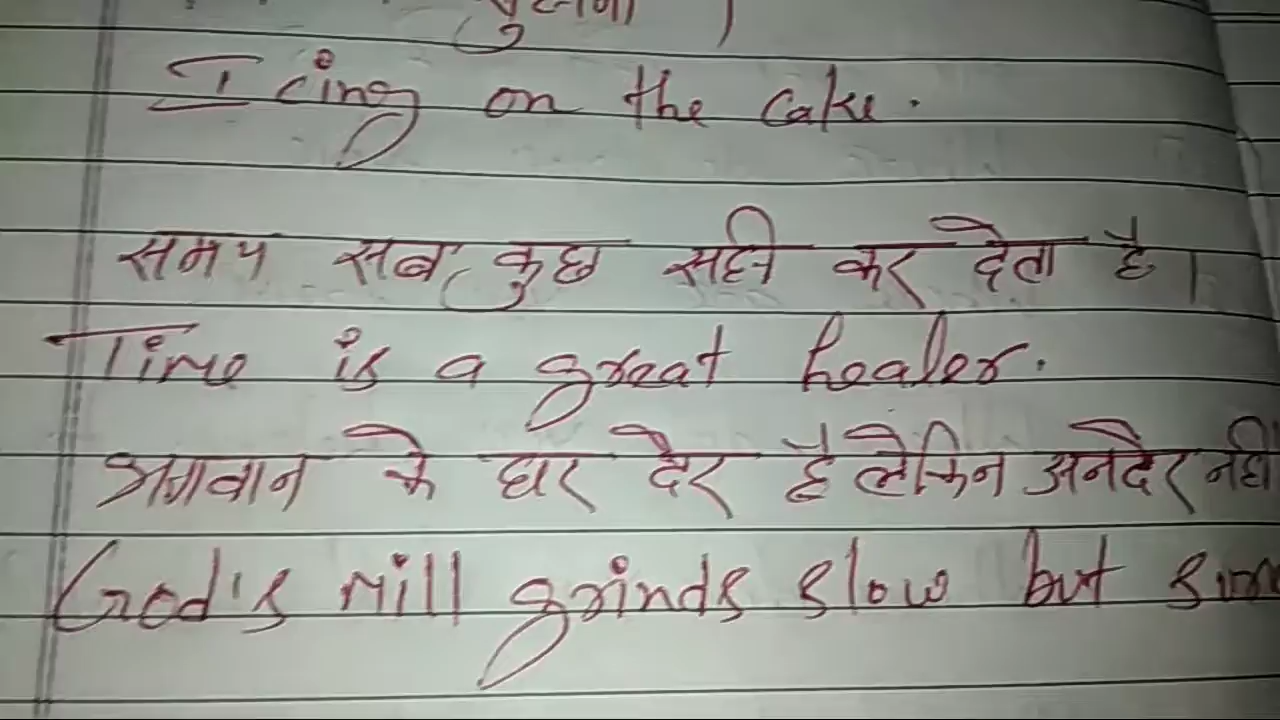 Icing on the cake.
समय सब कुछ सही कर देता है।
Time is a great healer.
भगवान के घर देर है लेकिन अनदेर नही
God's mill grinds slow but